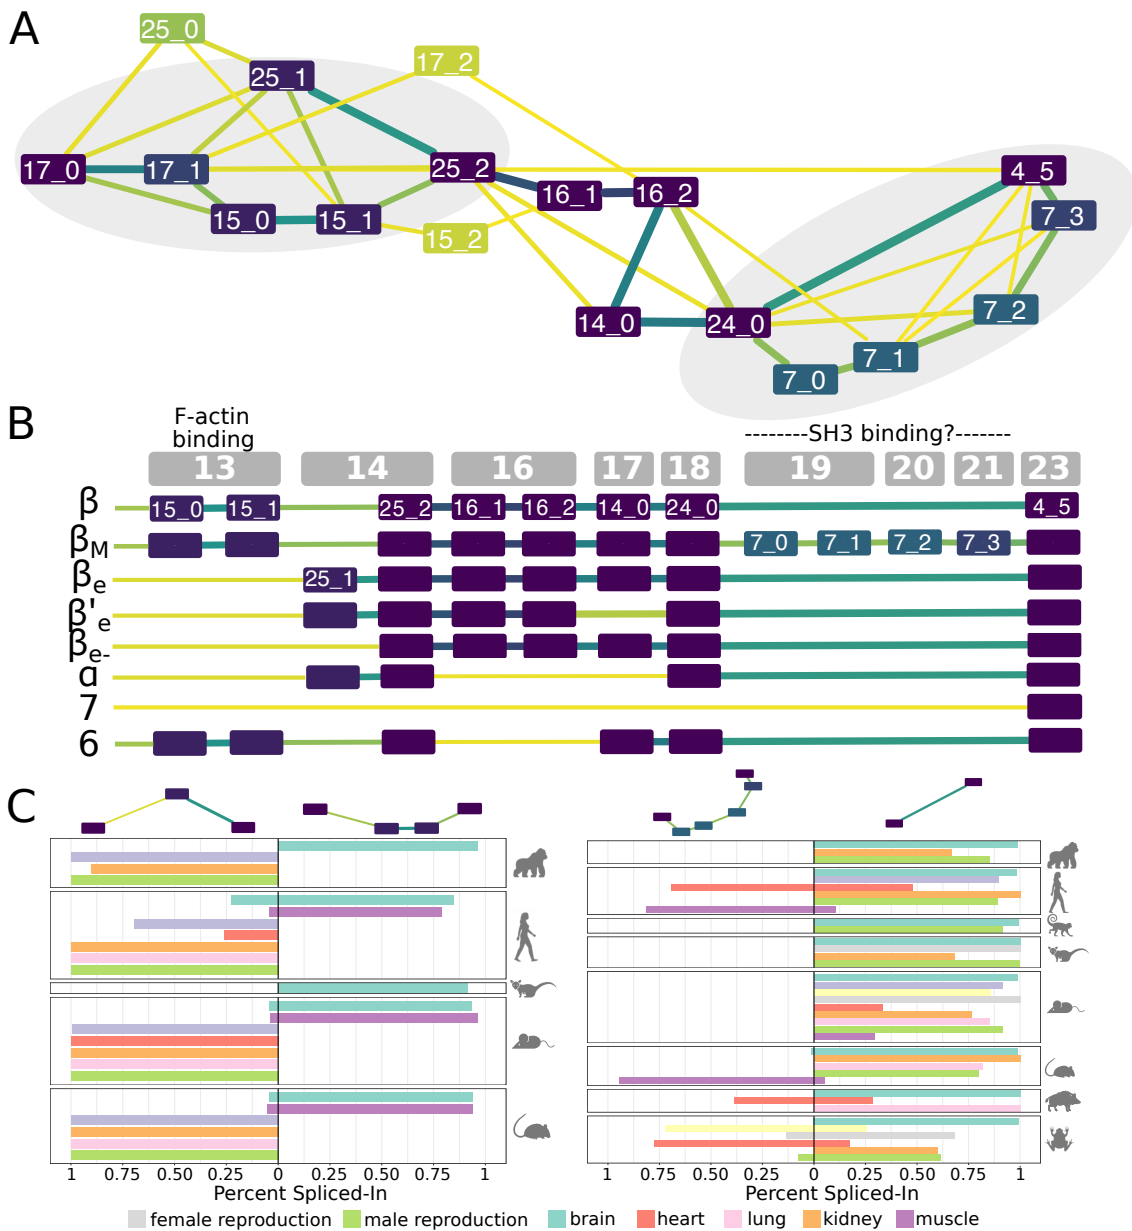 A
25_0
17_2
25_1
17_0
17_1
25_2
4_5
16_1
16_2
7_3
15_0
15_1
15_2
14_0
24_0
7_2
7_1
7_0
B
F-actin
binding
--------SH3 binding?-------
13 14 16 17 18 19 20 21 23
β 15_0 15_1 25_2 16_1 16_2 14_0 24_0 4_5
βM 7_0 7_1 7_2 7_3
βe 25_1
β'e
βe-
α
7
6
C
1 0.75 0.50 0.25 0 0.25 0.50 0.75 1
Percent Spliced-In
1 0.75 0.50 0.25 0 0.25 0.50 0.75 1
Percent Spliced-In
female reproduction male reproduction brain heart lung kidney muscle